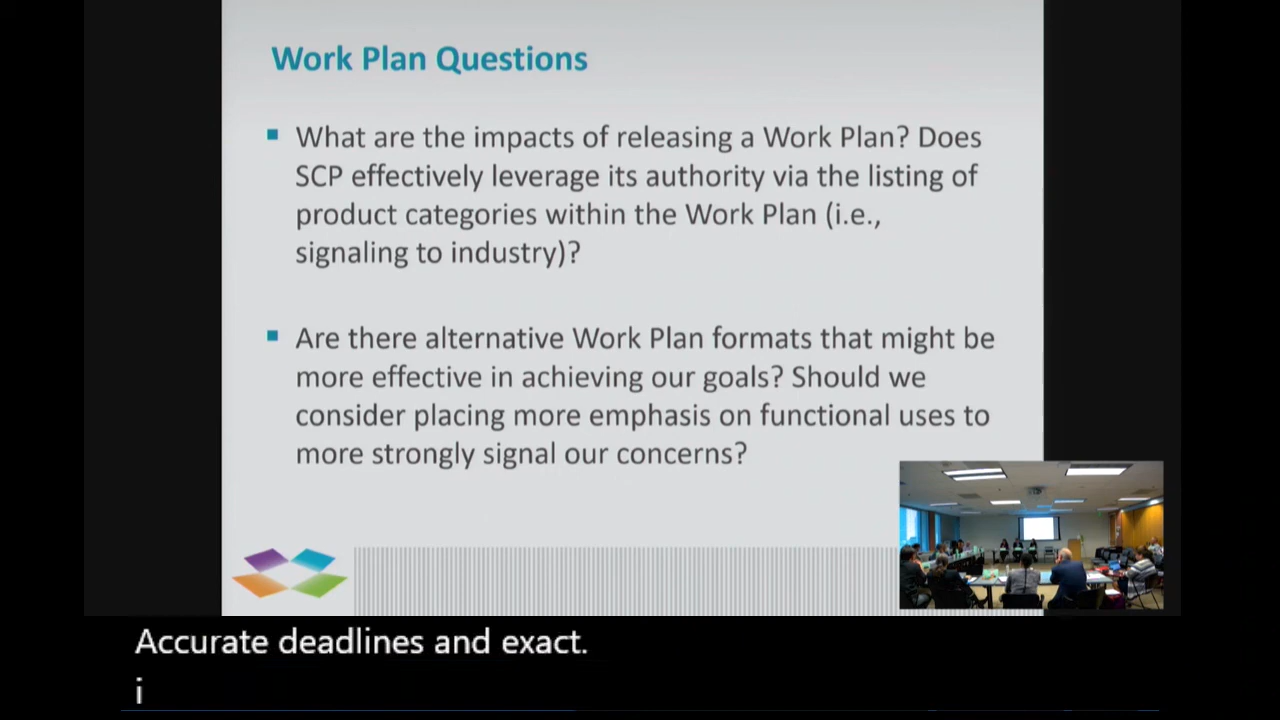 Work Plan Questions
What are the impacts of releasing a Work Plan? Does
SCP effectively leverage its authority via the listing of
product categories within the Work Plan (i.e.,
signaling to industry)?
Are there alternative Work Plan formats that might be
more effective in achieving our goals? Should we
consider placing more emphasis on functional uses to
more strongly signal our concerns?
Accurate deadlines and exact.
i